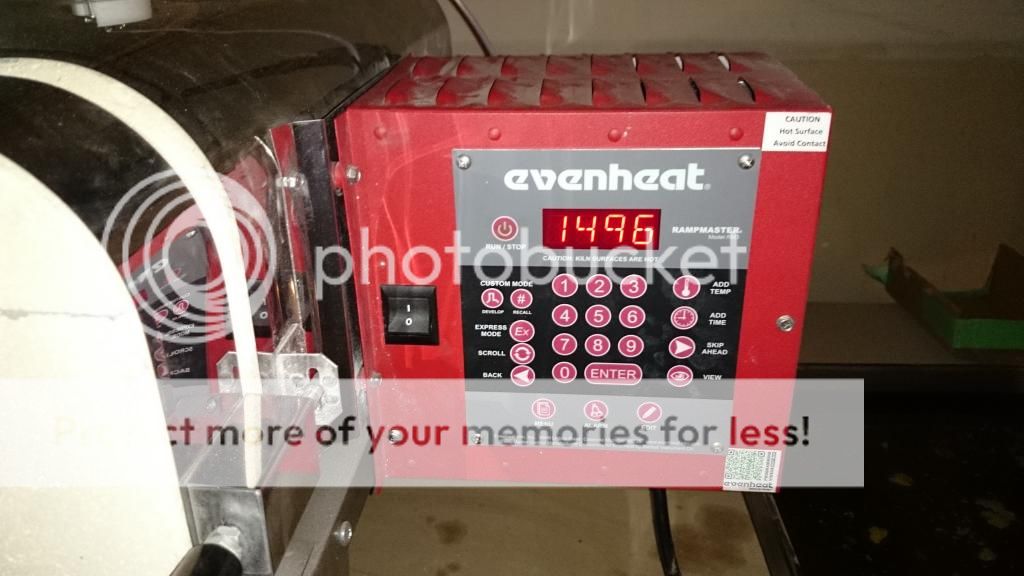 CAUTION
Hot Surface
Avoid Contact
evenheat
1496
RAMPMASTER
RUN / STOP
CAUTION: KILN SURFACES ARE HOT
photobucket
CUSTOM MODE
DEVELOP
#
RECALL
1 2 3
ADD TEMP
4 5 6
ADD TIME
EXPRESS MODE
Ex
7 8 9
SKIP AHEAD
SCROLL
BACK
0 ENTER
VIEW
MENU
ALARM
EDIT
I
0
Protect more of your memories for less!
evenheat